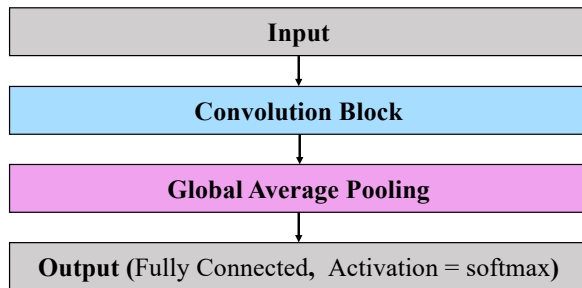 Input
Convolution Block
Global Average Pooling
Output (Fully Connected, Activation = softmax)